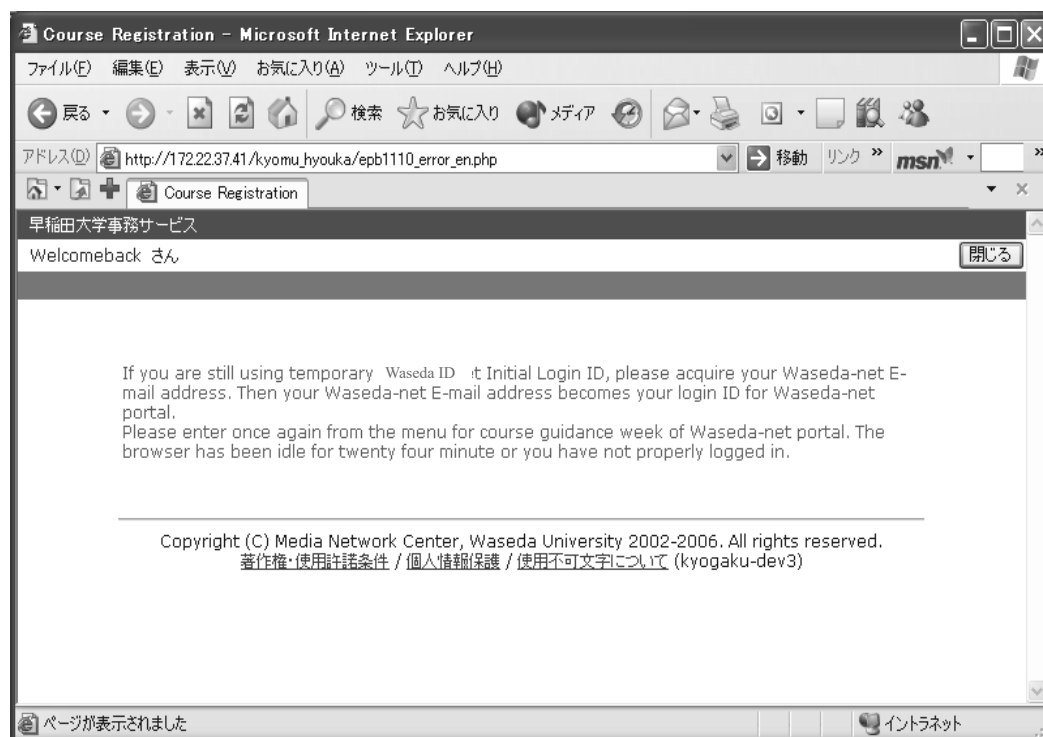 Course Registration - Microsoft Internet Explorer
ファイル(F) 編集(E) 表示(V) お気に入り(A) ツール(T) ヘルプ(H)
戻る 検索 お気に入り メディア
アドレス(D) http://172.22.37.41/kyomu_hyouka/epb1110_error_en.php 移動 リンク » msn »
Course Registration
早稲田大学事務サービス
Welcomeback さん 閉じる
If you are still using temporary Waseda ID t Initial Login ID, please acquire your Waseda-net E-
mail address. Then your Waseda-net E-mail address becomes your login ID for Waseda-net
portal.
Please enter once again from the menu for course guidance week of Waseda-net portal. The
browser has been idle for twenty four minute or you have not properly logged in.
Copyright (C) Media Network Center, Waseda University 2002-2006. All rights reserved.
著作権・使用許諾条件 / 個人情報保護 / 使用不可文字について (kyogaku-dev3)
ページが表示されました イントラネット